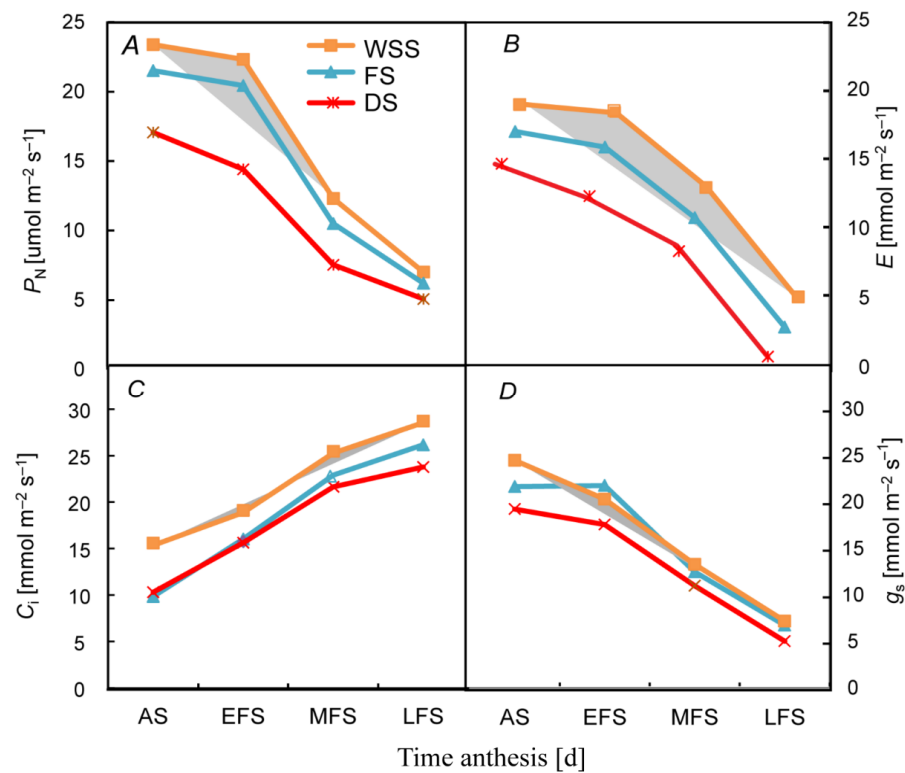 A
WSS
FS
DS
B
25
20
15
10
5
0
P_N [umol m⁻² s⁻¹]
25
20
15
10
5
0
E [mmol m⁻² s⁻¹]
C
D
30
25
20
15
10
5
0
C_i [mmol m⁻² s⁻¹]
30
25
20
15
10
5
0
g_s [mmol m⁻² s⁻¹]
AS EFS MFS LFS AS EFS MFS LFS
Time anthesis [d]